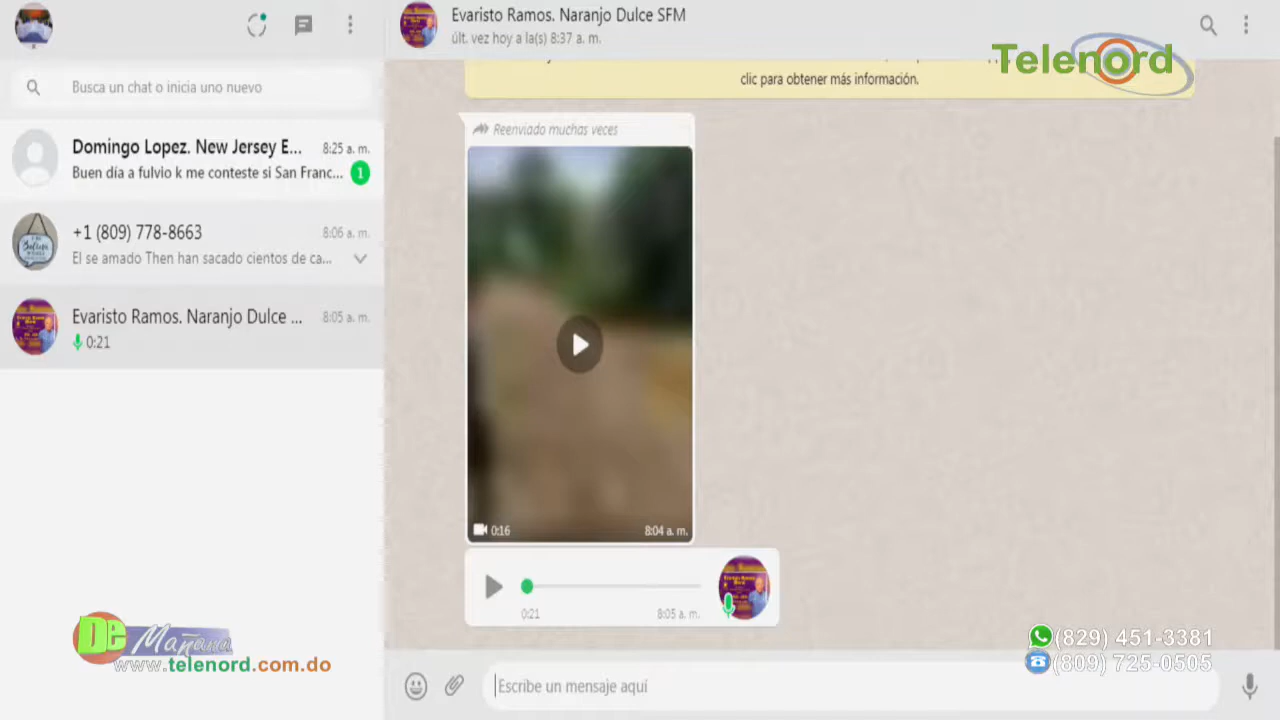 Busca un chat o inicia uno nuevo
Domingo Lopez. New Jersey E... 8:25 a. m.
Buen día a fulvio k me conteste si San Franc... 1
+1 (809) 778-8663 8:06 a. m.
El se amado Then han sacado cientos de ca...
Evaristo Ramos. Naranjo Dulce ... 8:05 a. m.
0:21
Evaristo Ramos. Naranjo Dulce SFM
últ. vez hoy a la(s) 8:37 a. m.
Telenord
clic para obtener más información.
Reenviado muchas veces
0:16 8:04 a. m.
0:21 8:05 a. m.
De Mañana
www.telenord.com.do
(829) 451-3381
(809) 725-0505
Escribe un mensaje aquí